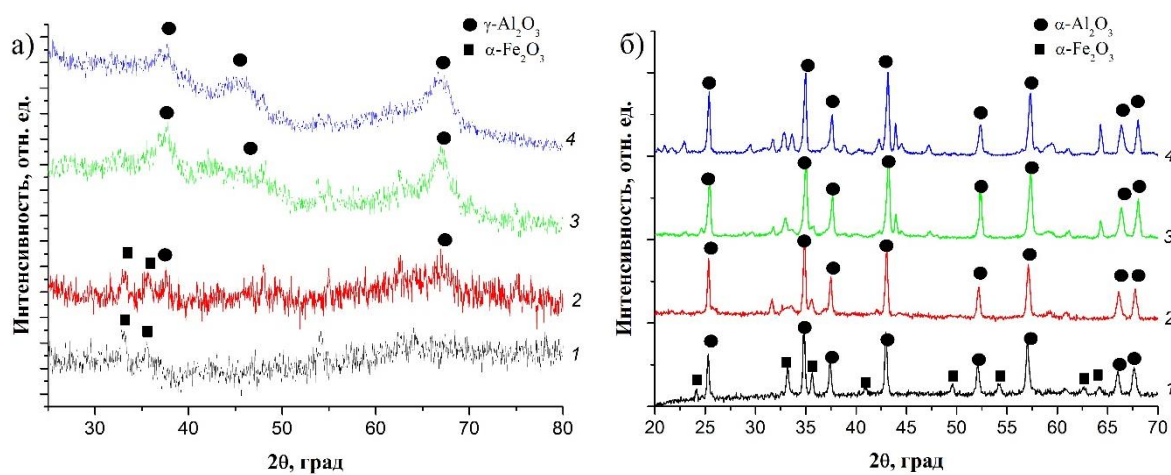 а)
● γ-Al₂O₃
■ α-Fe₂O₃
Интенсивность, отн. ед.
4
3
2
1
30 40 50 60 70 80
2θ, град
б)
● α-Al₂O₃
■ α-Fe₂O₃
Интенсивность, отн. ед.
4
3
2
1
20 25 30 35 40 45 50 55 60 65 70
2θ, град